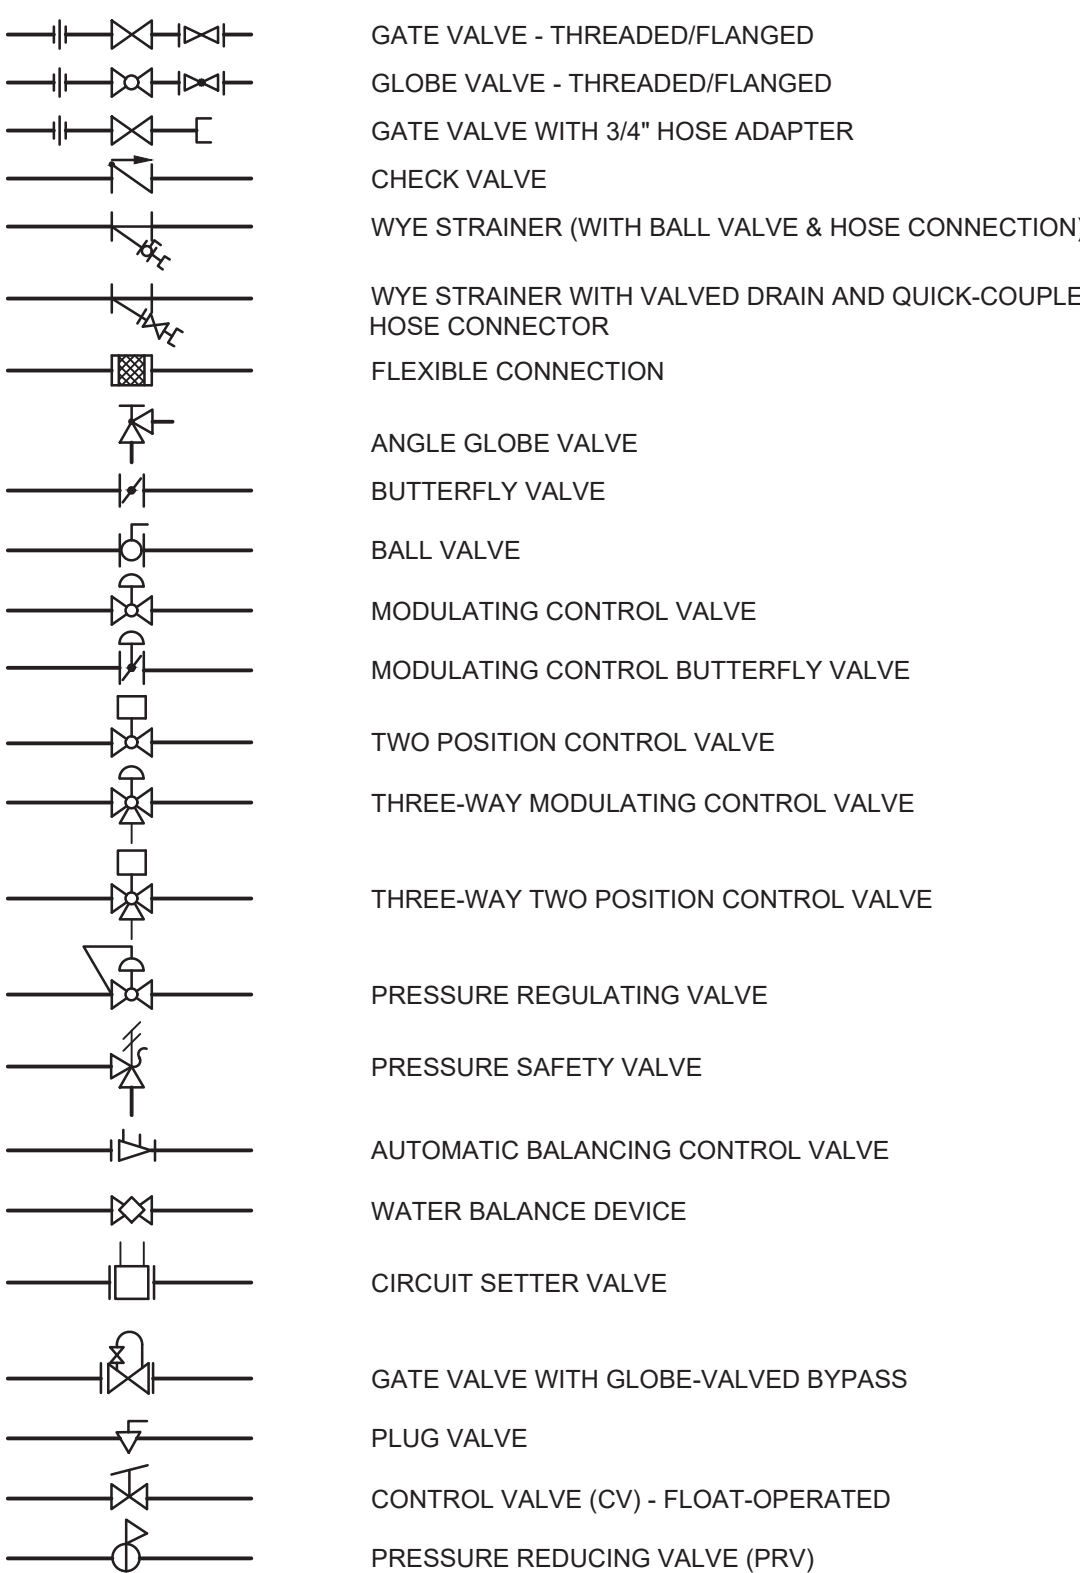 GATE VALVE - THREADED/FLANGED
GLOBE VALVE - THREADED/FLANGED
GATE VALVE WITH 3/4" HOSE ADAPTER
CHECK VALVE
WYE STRAINER (WITH BALL VALVE & HOSE CONNECTION)
WYE STRAINER WITH VALVED DRAIN AND QUICK-COUPLE
HOSE CONNECTOR
FLEXIBLE CONNECTION
ANGLE GLOBE VALVE
BUTTERFLY VALVE
BALL VALVE
MODULATING CONTROL VALVE
MODULATING CONTROL BUTTERFLY VALVE
TWO POSITION CONTROL VALVE
THREE-WAY MODULATING CONTROL VALVE
THREE-WAY TWO POSITION CONTROL VALVE
PRESSURE REGULATING VALVE
PRESSURE SAFETY VALVE
AUTOMATIC BALANCING CONTROL VALVE
WATER BALANCE DEVICE
CIRCUIT SETTER VALVE
GATE VALVE WITH GLOBE-VALVED BYPASS
PLUG VALVE
CONTROL VALVE (CV) - FLOAT-OPERATED
PRESSURE REDUCING VALVE (PRV)